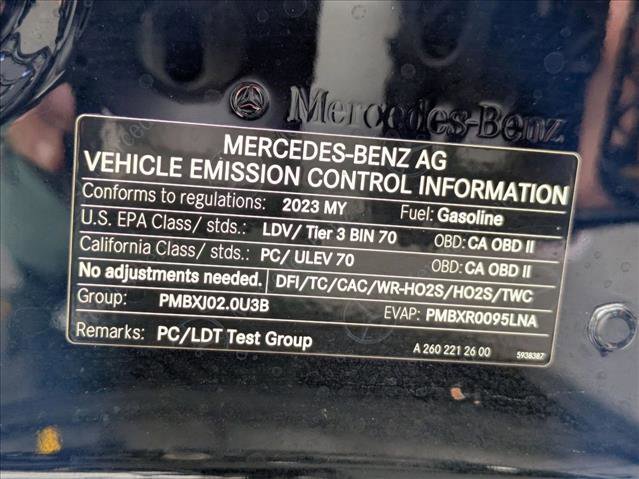 Mercedes-Benz
MERCEDES-BENZ AG
VEHICLE EMISSION CONTROL INFORMATION
Conforms to regulations: 2023 MY Fuel: Gasoline
U.S. EPA Class/ stds.: LDV/ Tier 3 BIN 70 OBD: CA OBD II
California Class/ stds.: PC/ ULEV 70 OBD: CA OBD II
No adjustments needed. DFI/TC/CAC/WR-HO2S/HO2S/TWC
Group: PMBXJ02.0U3B EVAP: PMBXR0095LNA
Remarks: PC/LDT Test Group A 260 221 26 00 5938387